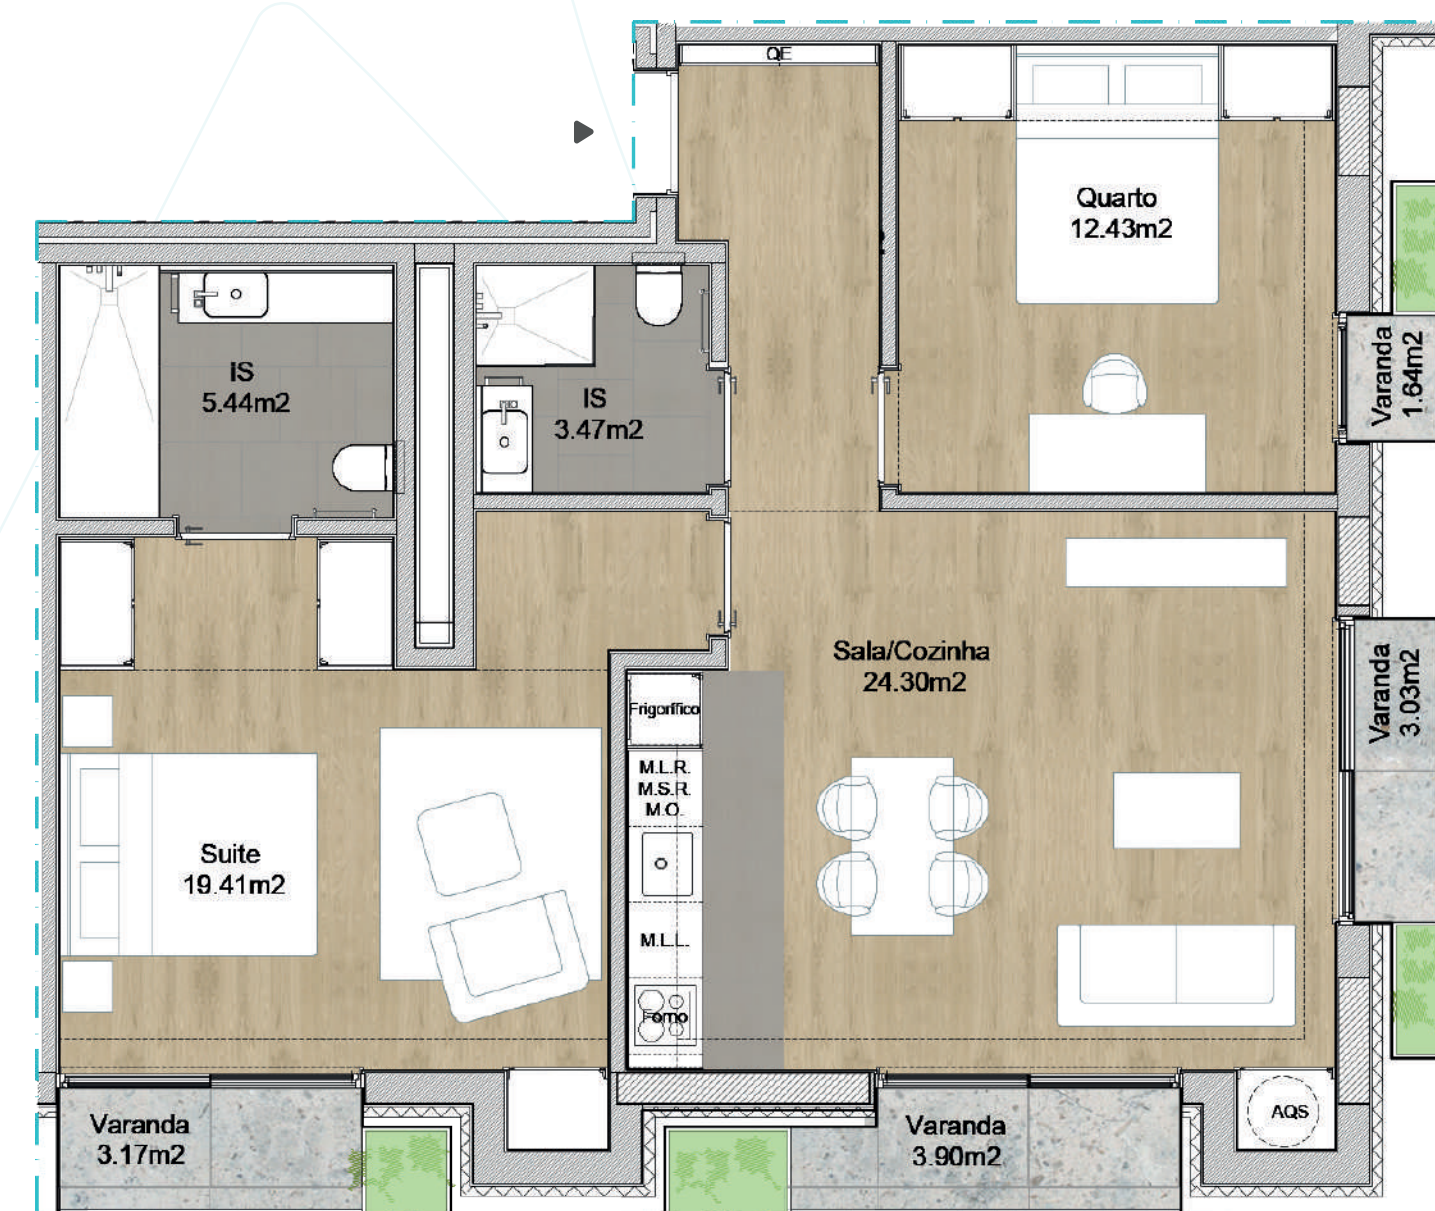 QE
Quarto
12.43m2
Varanda
1.64m2
IS
5.44m2
IS
3.47m2
Sala/Cozinha
24.30m2
Varanda
3.03m2
Frigorífico
M.L.R.
M.S.R.
M.O.
Suite
19.41m2
M.L.L.
Forno
Varanda
3.17m2
Varanda
3.90m2
AQS